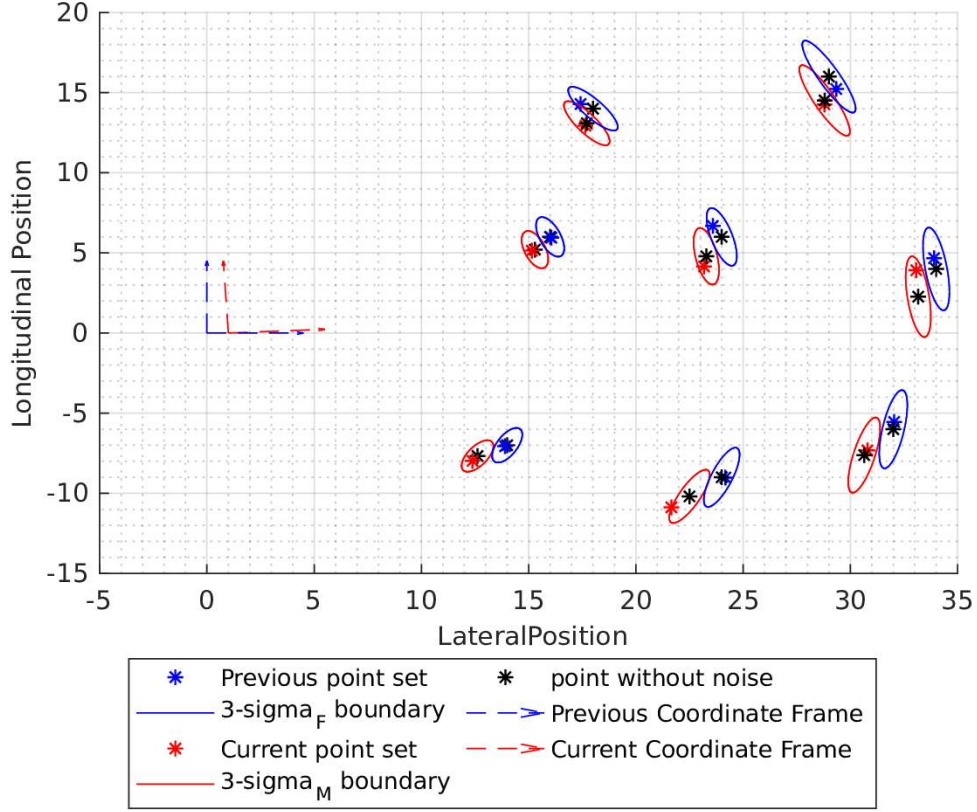 20
15
10
5
0
-5
-10
-15
Longitudinal Position
-5 0 5 10 15 20 25 30 35
LateralPosition
Previous point set
3-sigma_F boundary
Current point set
3-sigma_M boundary
point without noise
Previous Coordinate Frame
Current Coordinate Frame